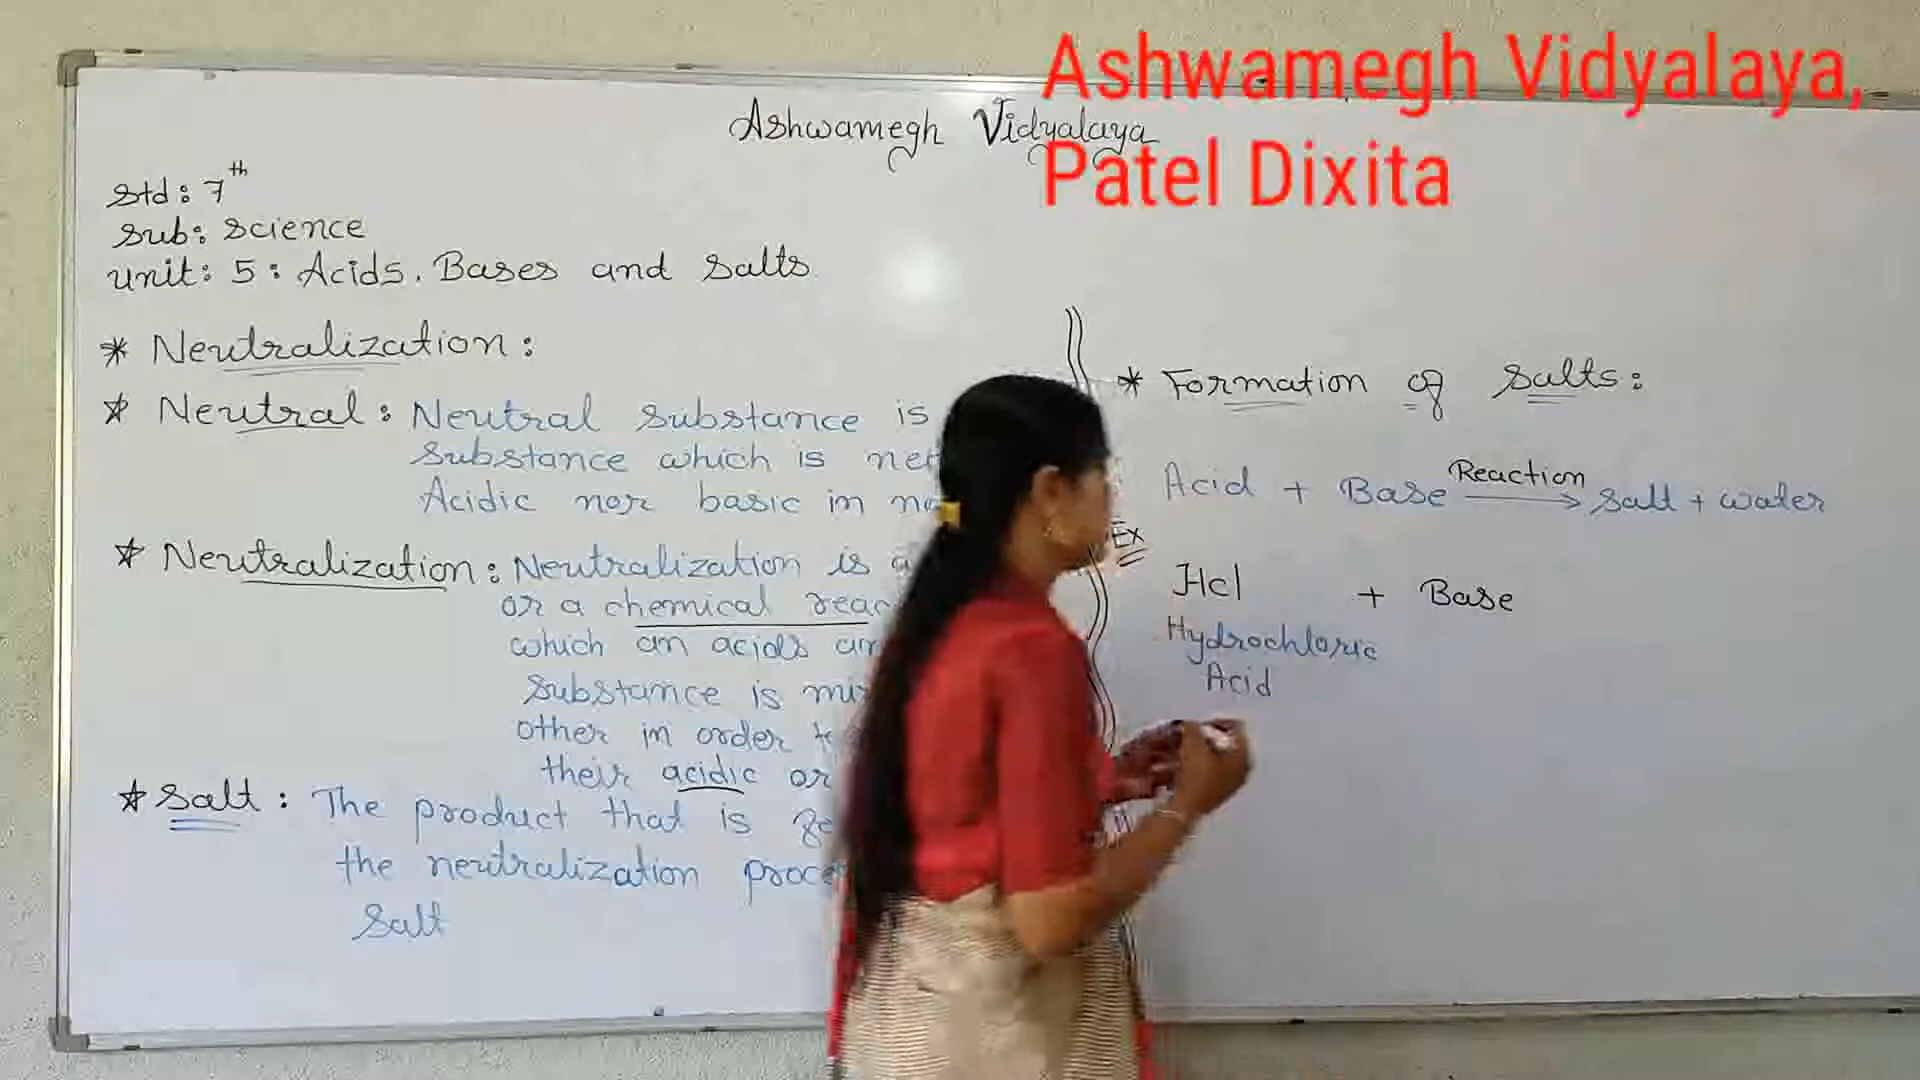 Ashwamegh Vidyalaya,
Patel Dixita
Ashwamegh Vidyalaya
Std: 7th
Sub: Science
Unit: 5: Acids, Bases and Salts
* Neutralization:
* Neutral: Neutral substance is
substance which is
Acidic nor basic in
* Neutralization: Neutralization is
or a chemical
which an acids
substance is
other in order
their acidic or
* Salt: The product that is
the neutralization
Salt
* Formation of Salts:
Reaction
Acid + Base → Salt + water
Ex
Hcl + Base
Hydrochloric
Acid